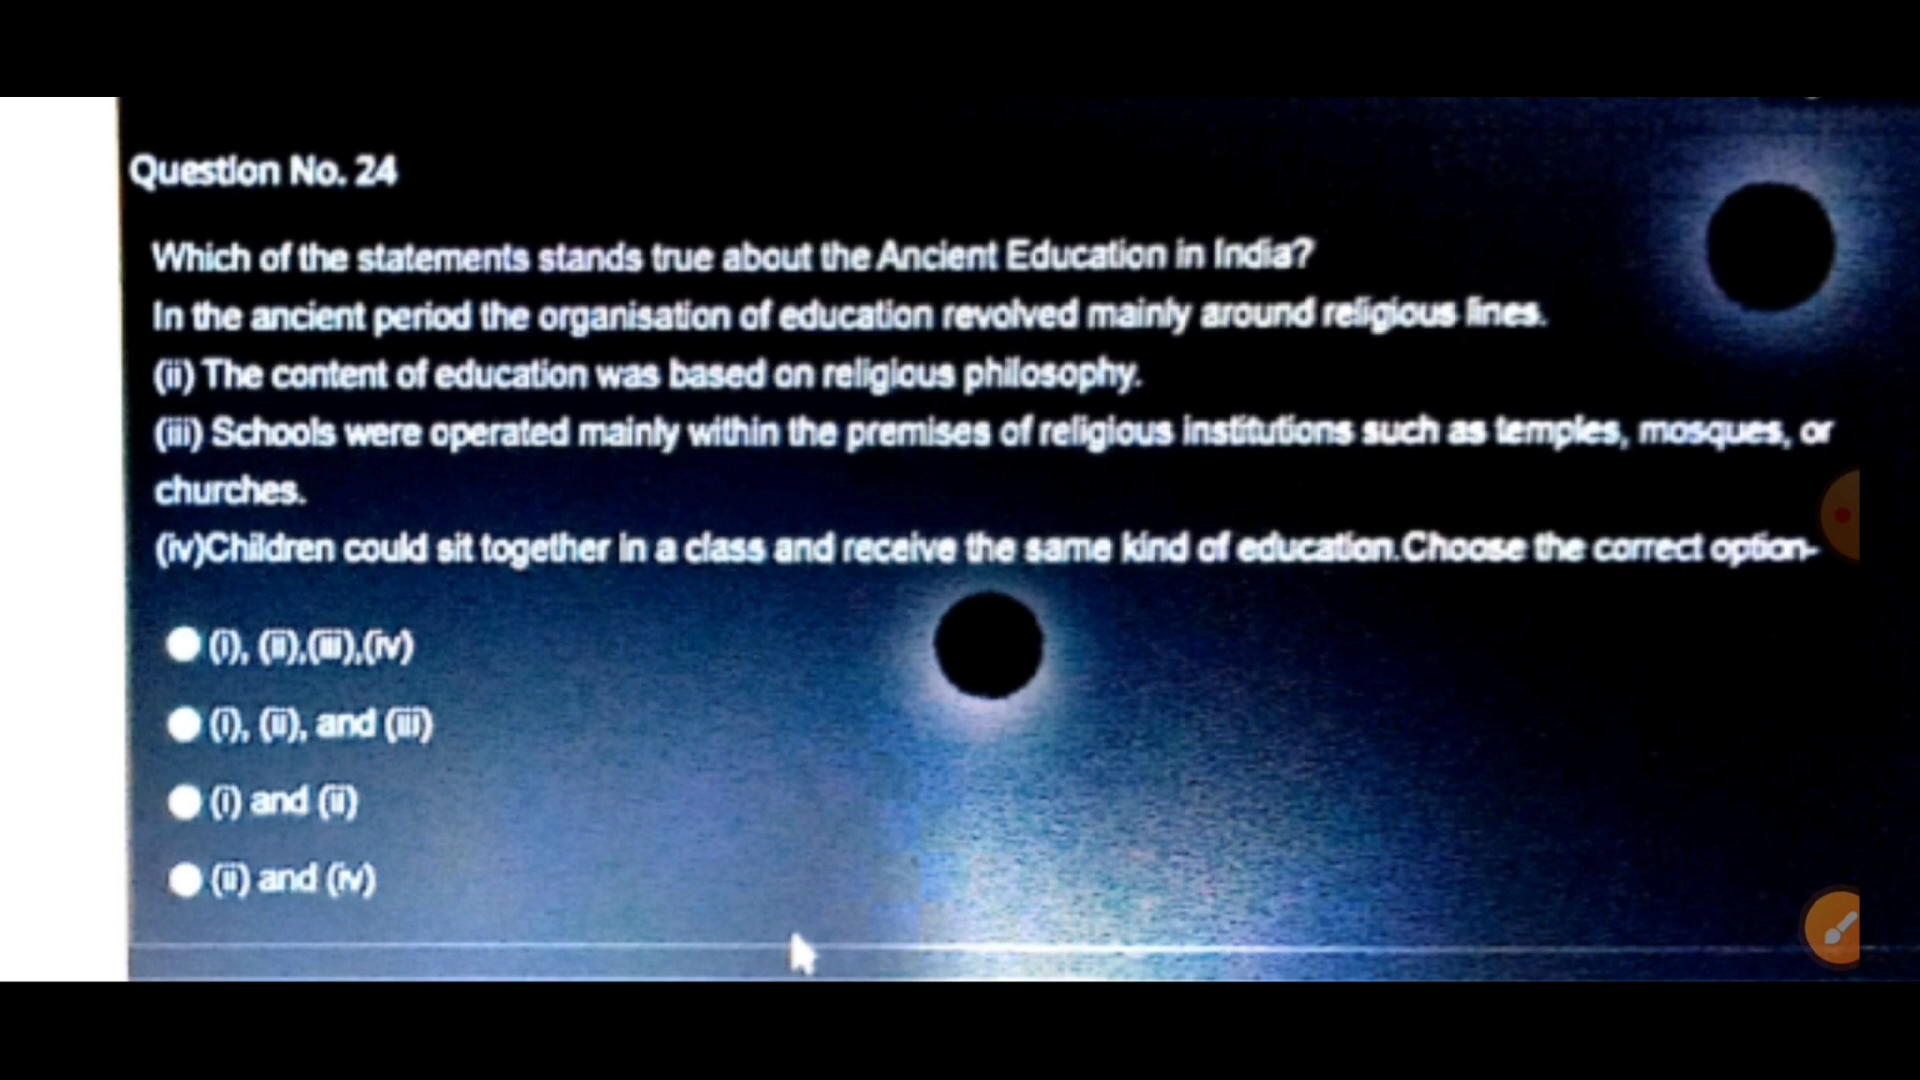 Question No. 24
Which of the statements stands true about the Ancient Education in India?
In the ancient period the organisation of education revolved mainly around religious lines.
(ii) The content of education was based on religious philosophy.
(iii) Schools were operated mainly within the premises of religious institutions such as temples, mosques, or
churches.
(iv)Children could sit together in a class and receive the same kind of education.Choose the correct option-
(i), (ii),(iii),(iv)
(i), (ii), and (iii)
(i) and (ii)
(ii) and (iv)